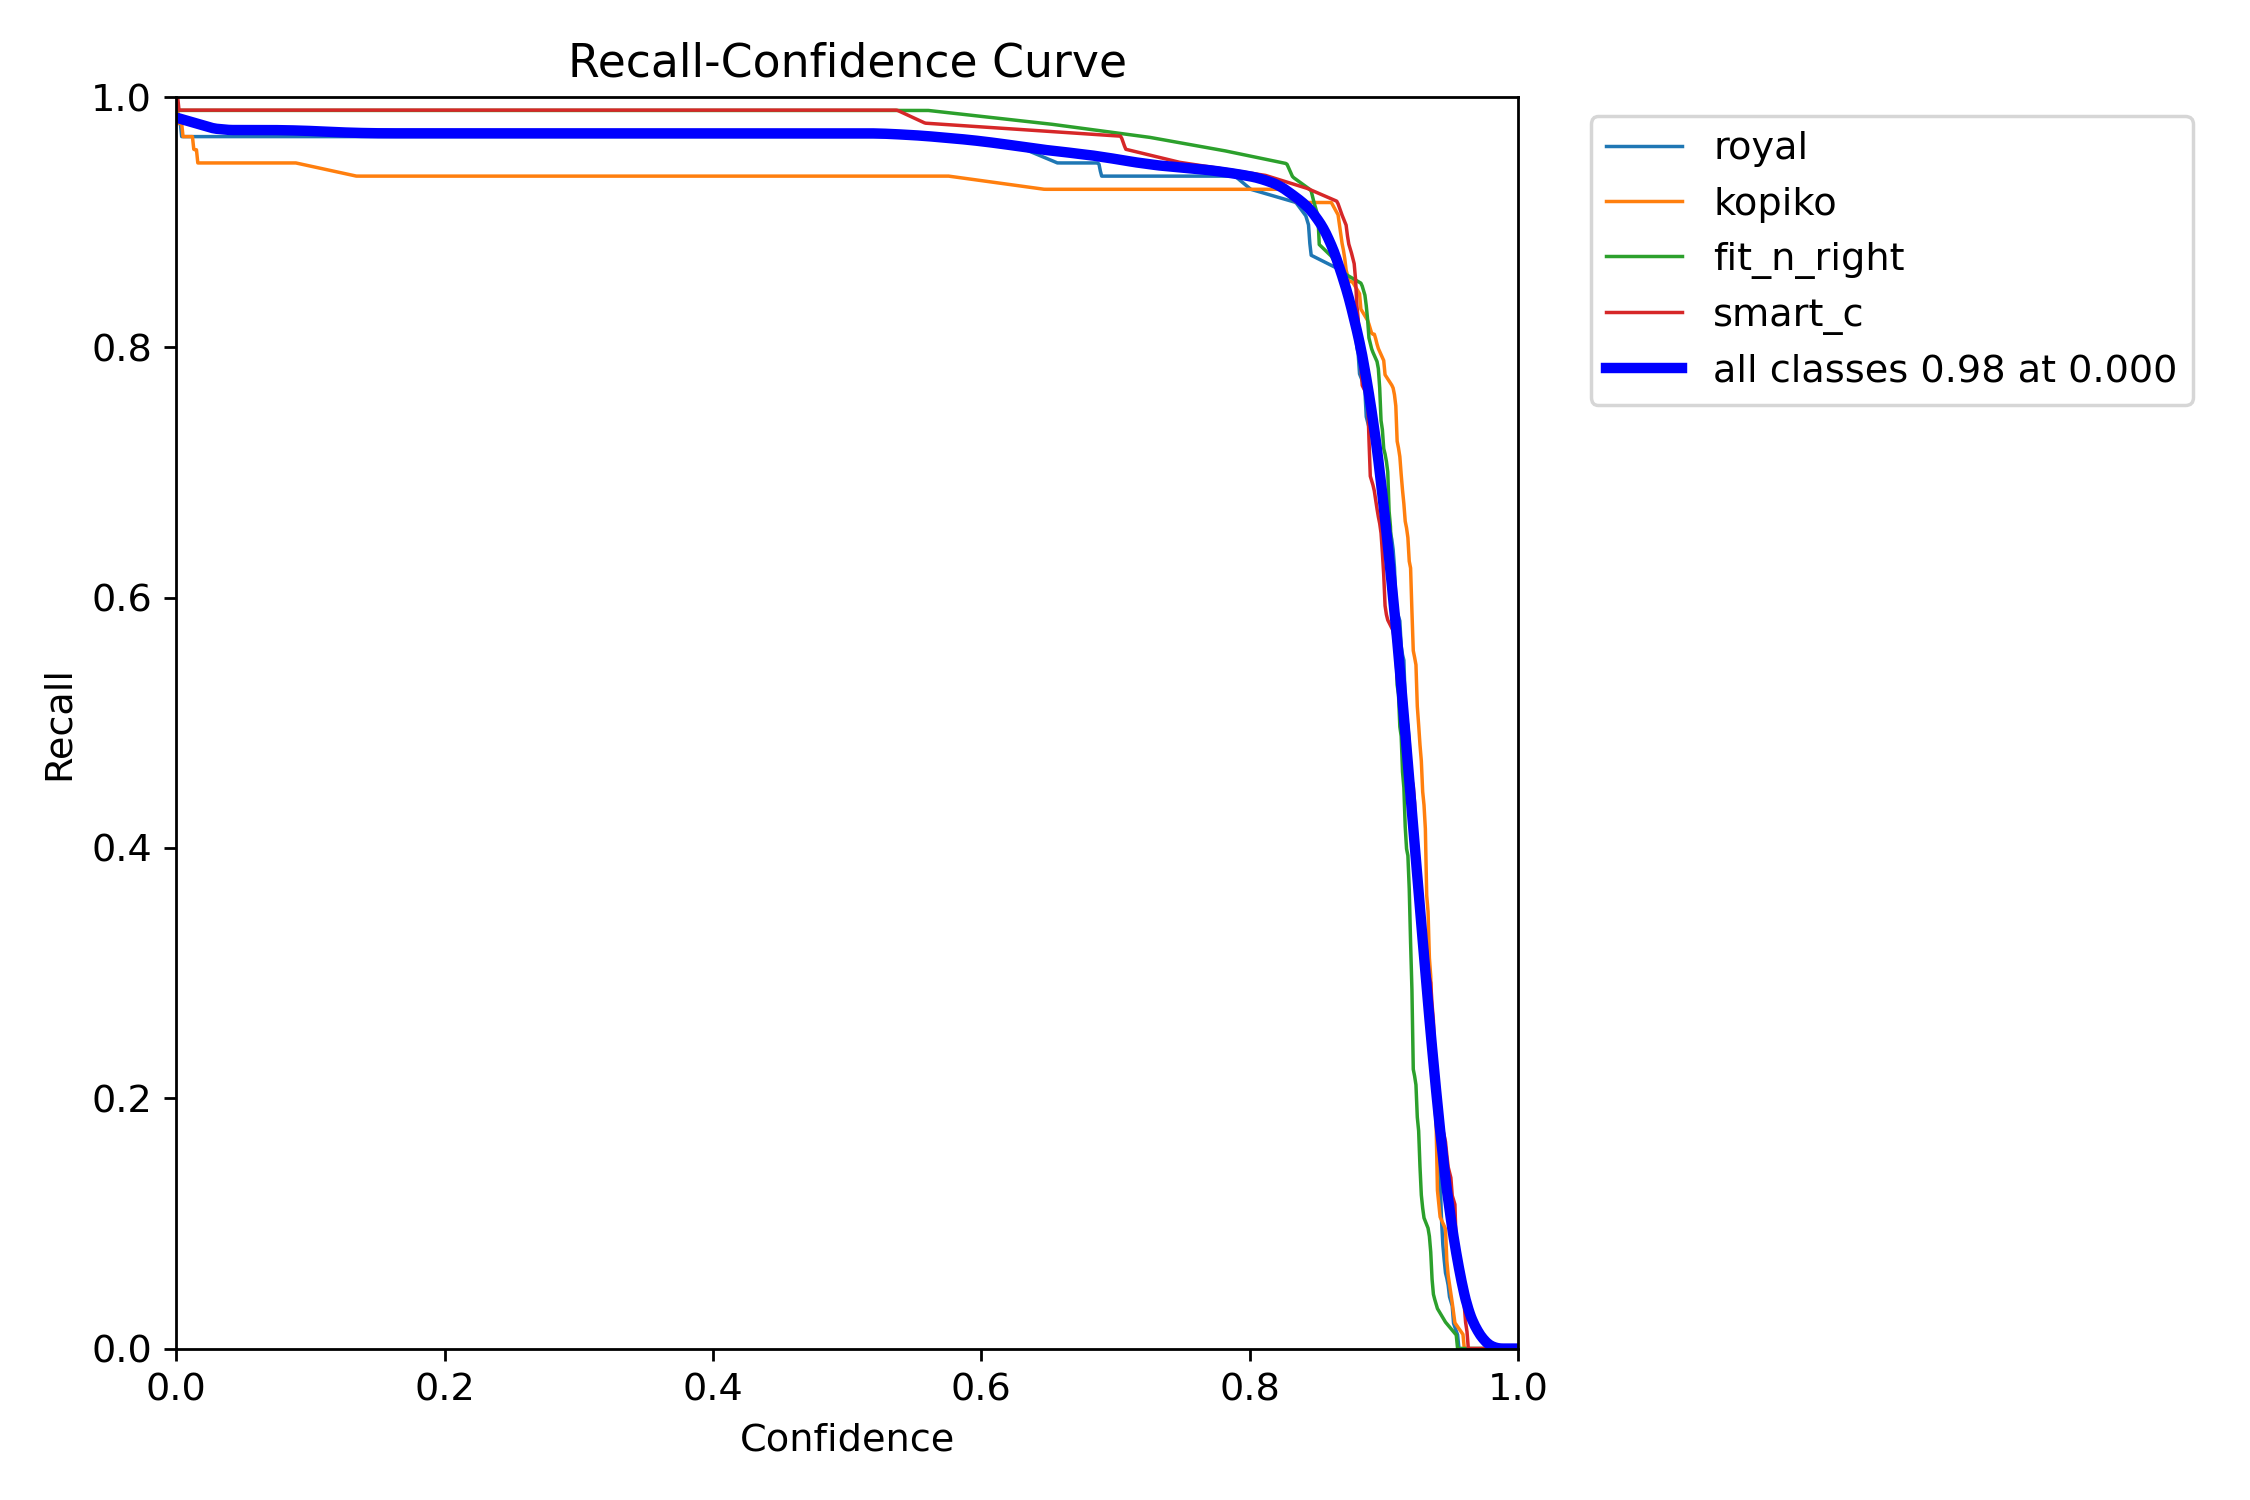 Recall-Confidence Curve
1.0
0.8
0.6
0.4
0.2
0.0
Recall
0.0 0.2 0.4 0.6 0.8 1.0
Confidence
royal
kopiko
fit_n_right
smart_c
all classes 0.98 at 0.000